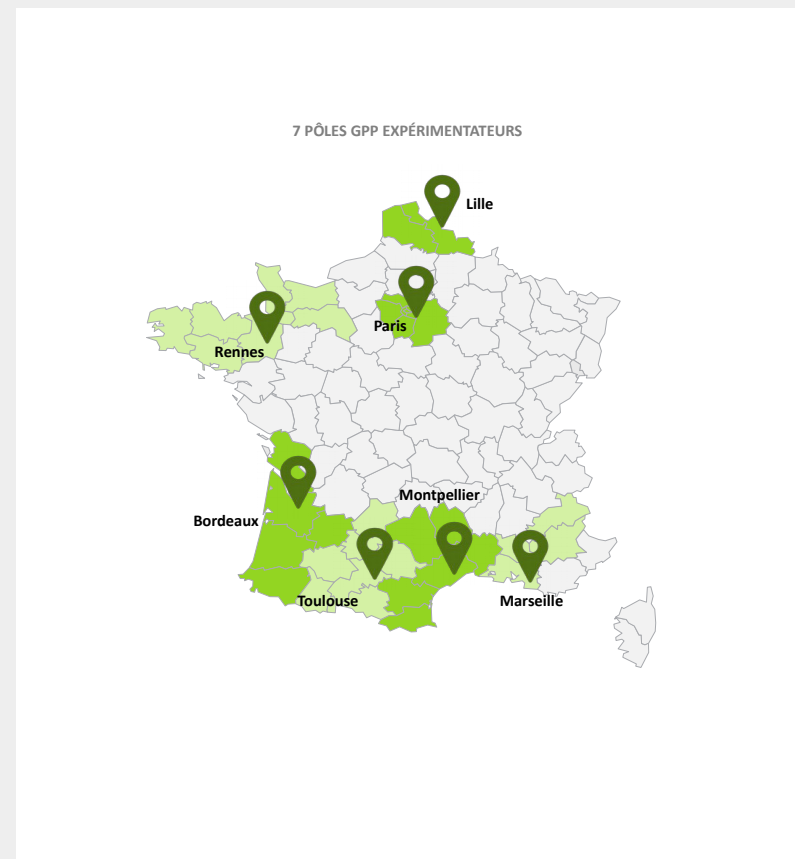 7 PÔLES GPP EXPÉRIMENTATEURS
Lille
Paris
Rennes
Montpellier
Bordeaux
Toulouse
Marseille